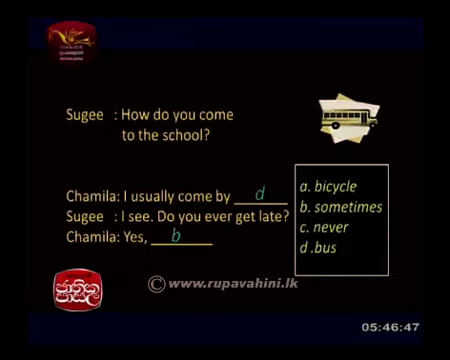 Sugee : How do you come
to the school?
Chamila: I usually come by d
Sugee : I see. Do you ever get late?
Chamila: Yes, b
a. bicycle
b. sometimes
c. never
d .bus
ජාතික
පාසල
© www.rupavahini.lk
05:46:47